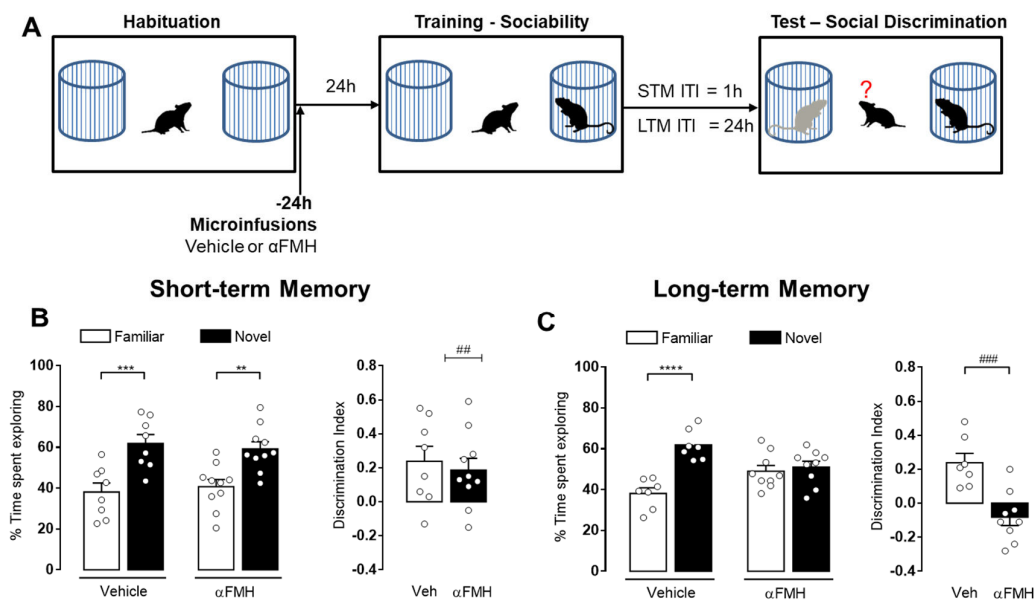 A
Habituation
Training - Sociability
Test – Social Discrimination
24h
STM ITI = 1h
LTM ITI = 24h
?
-24h
Microinfusions
Vehicle or αFMH
Short-term Memory
Long-term Memory
B
Familiar
Novel
% Time spent exploring
100
80
60
40
20
0
***
**
Vehicle
αFMH
Discrimination Index
0.8
0.6
0.4
0.2
0.0
-0.2
-0.4
##
Veh
αFMH
C
Familiar
Novel
% Time spent exploring
100
80
60
40
20
0
****
Vehicle
αFMH
Discrimination Index
0.8
0.6
0.4
0.2
0.0
-0.2
-0.4
###
Veh
αFMH